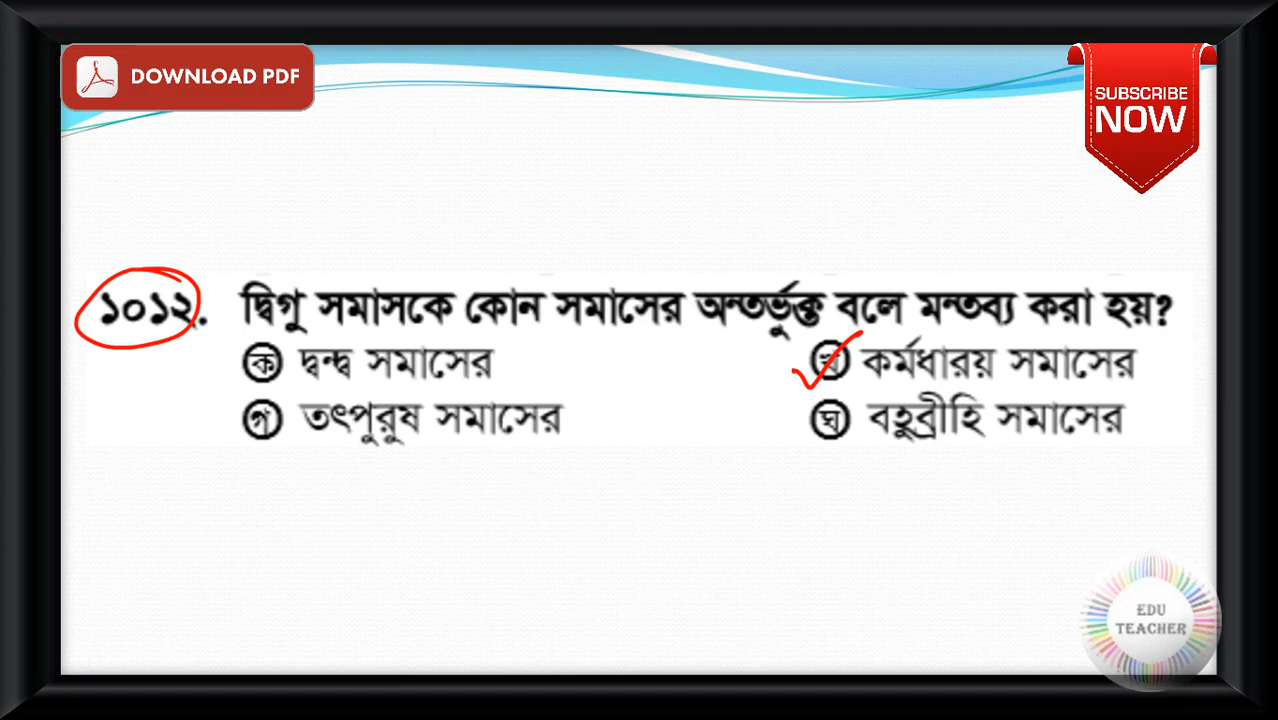 DOWNLOAD PDF
SUBSCRIBE
NOW
১০১২. দ্বিগু সমাসকে কোন সমাসের অন্তর্ভুক্ত বলে মন্তব্য করা হয়?
ক দ্বন্দ্ব সমাসের খ কর্মধারয় সমাসের
গ তৎপুরুষ সমাসের ঘ বহুব্রীহি সমাসের
EDU
TEACHER